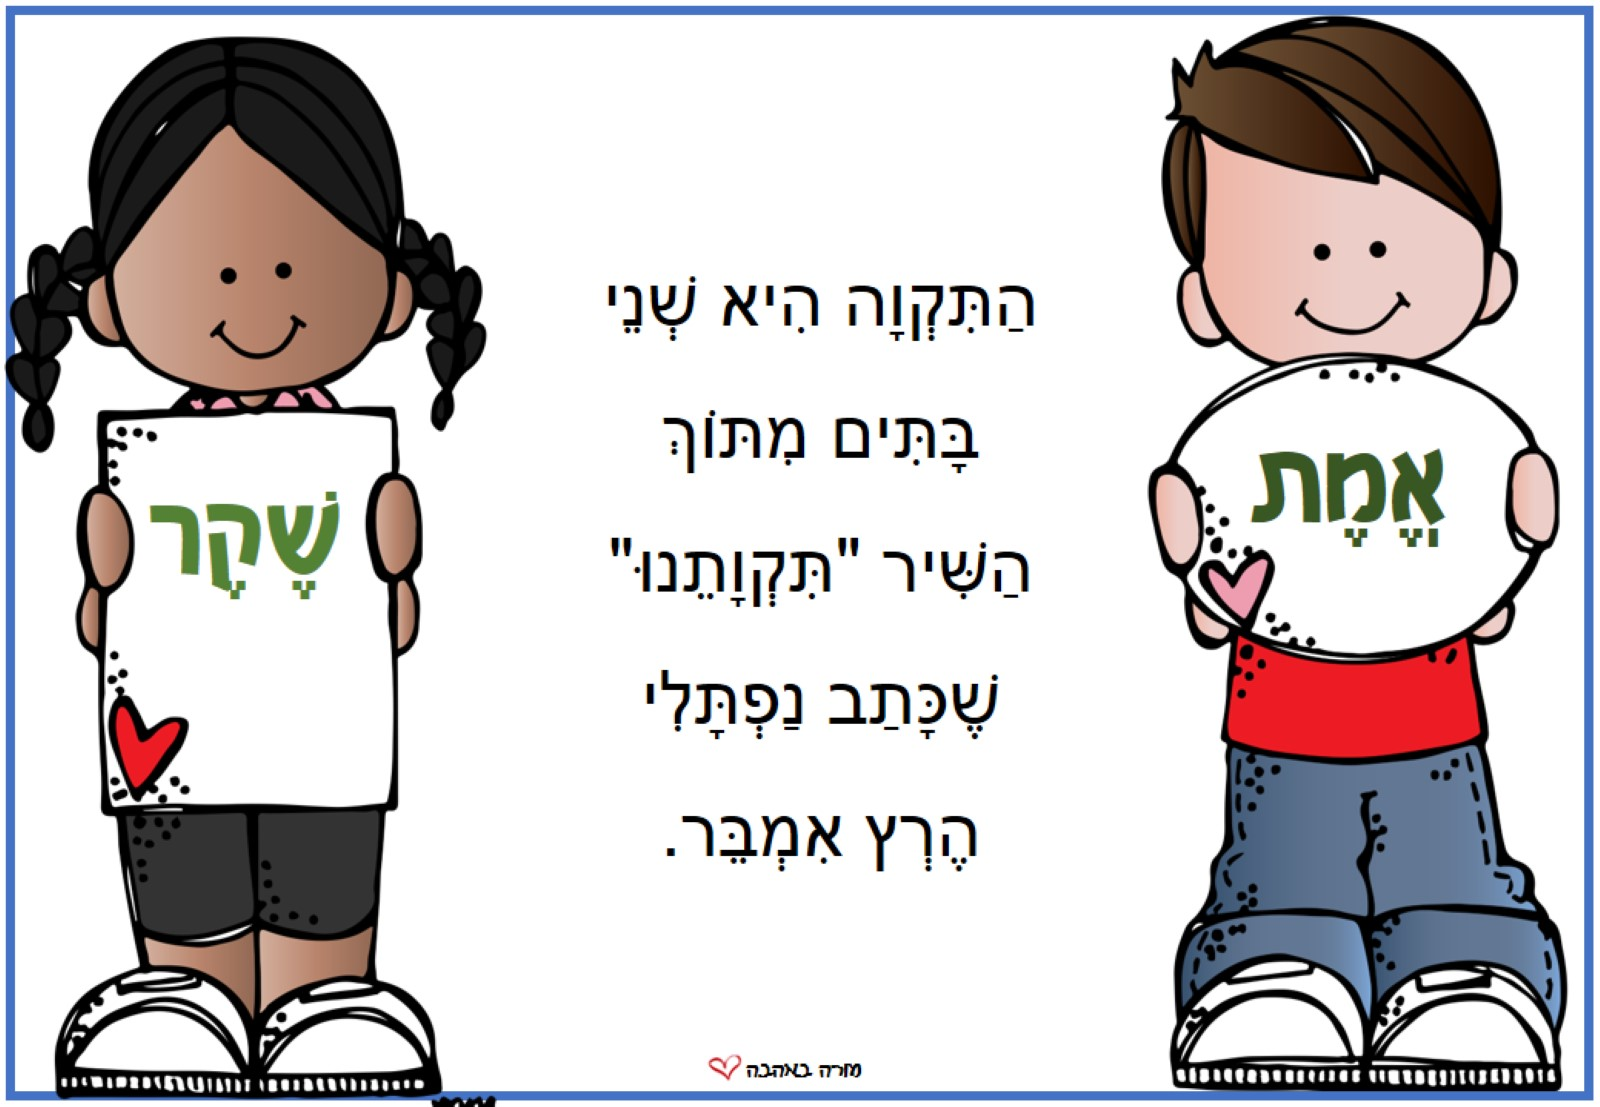 הַתִּקְוָה הִיא שְׁנֵי
בָּתִּים מִתּוֹךְ
הַשִּׁיר "תִּקְוָתֵנוּ"
שֶׁכָּתַב נַפְתָּלִי
הֶרְץ אִמְבֵּר.
אֱמֶת
שֶׁקֶר
מורה באהבה